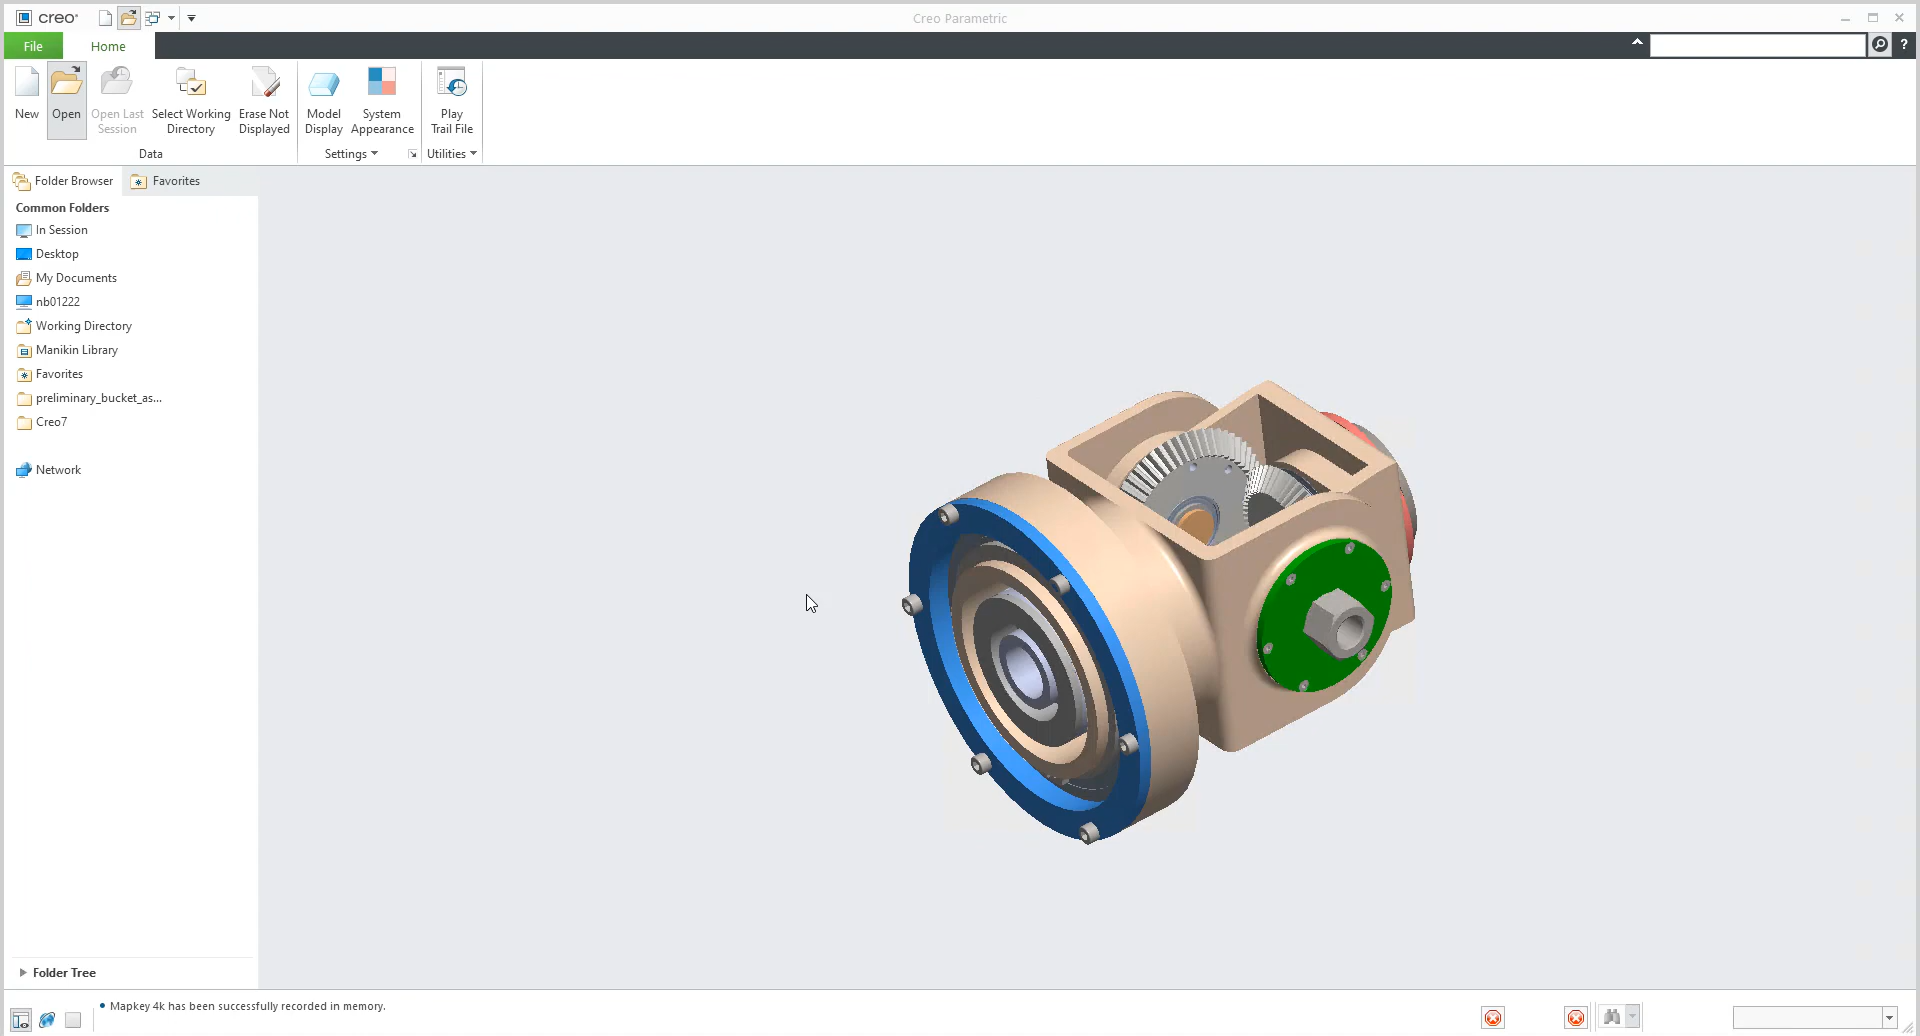 creo
Creo Parametric
File
Home
?
New
Open
Open Last
Session
Select Working
Directory
Erase Not
Displayed
Model
Display
System
Appearance
Play
Trail File
Data
Settings
Utilities
Folder Browser
Favorites
Common Folders
In Session
Desktop
My Documents
nb01222
Working Directory
Manikin Library
Favorites
preliminary_bucket_as...
Creo7
Network
Folder Tree
• Mapkey 4k has been successfully recorded in memory.